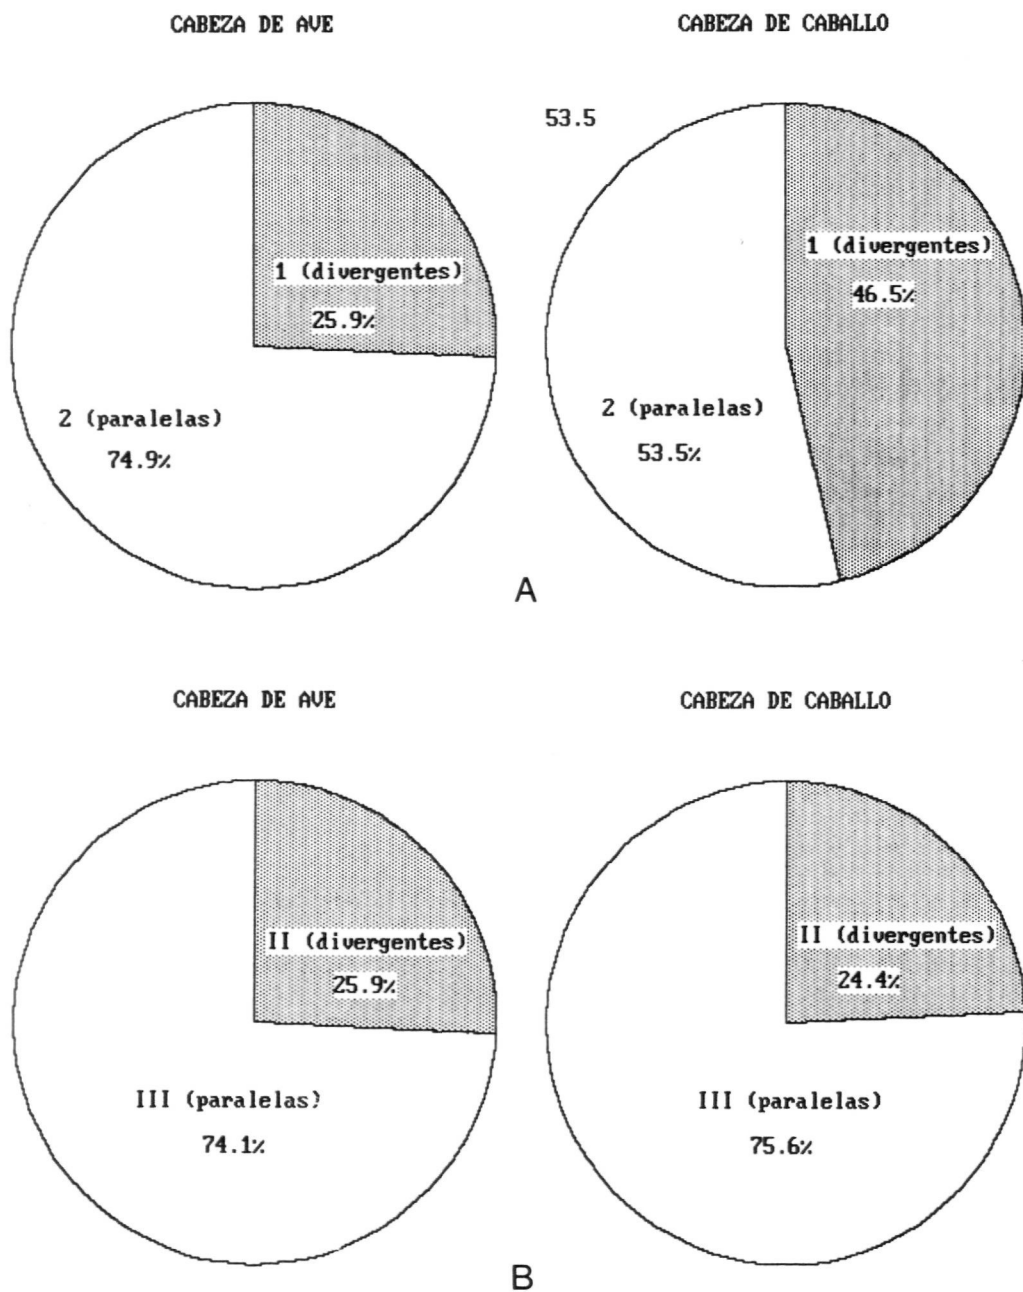 CABEZA DE AVE
CABEZA DE CABALLO
53.5
1 (divergentes)
25.9%
2 (paralelas)
74.9%
1 (divergentes)
46.5%
2 (paralelas)
53.5%
A
CABEZA DE AVE
CABEZA DE CABALLO
II (divergentes)
25.9%
III (paralelas)
74.1%
II (divergentes)
24.4%
III (paralelas)
75.6%
B